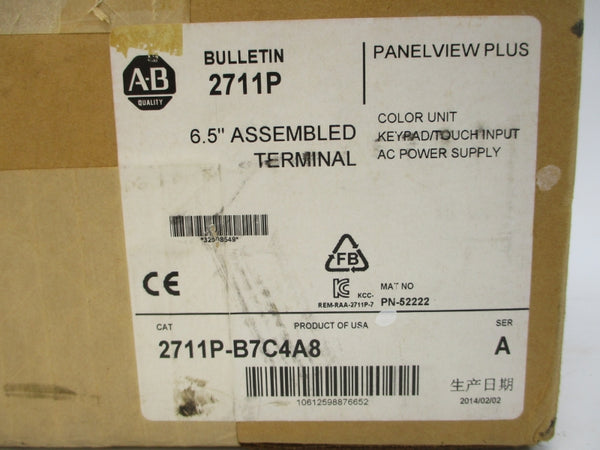 A·B
QUALITY
BULLETIN
2711P
PANELVIEW PLUS
6.5" ASSEMBLED
TERMINAL
COLOR UNIT
KEYPAD/TOUCH INPUT
AC POWER SUPPLY
CE
FB
KCC-
REM-RAA-2711P-7
MAT NO
PN-52222
CAT
PRODUCT OF USA
SER
2711P-B7C4A8
A
10612598876652
生产日期
2014/02/02